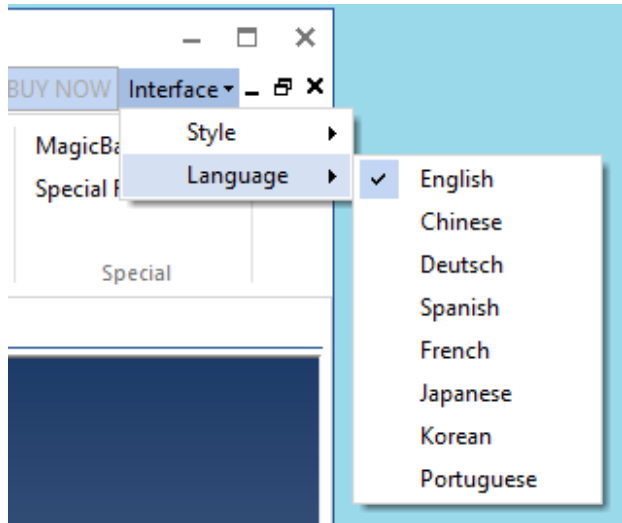 BUY NOW Interface
Style
MagicBa
Language
Special
Special
English
Chinese
Deutsch
Spanish
French
Japanese
Korean
Portuguese